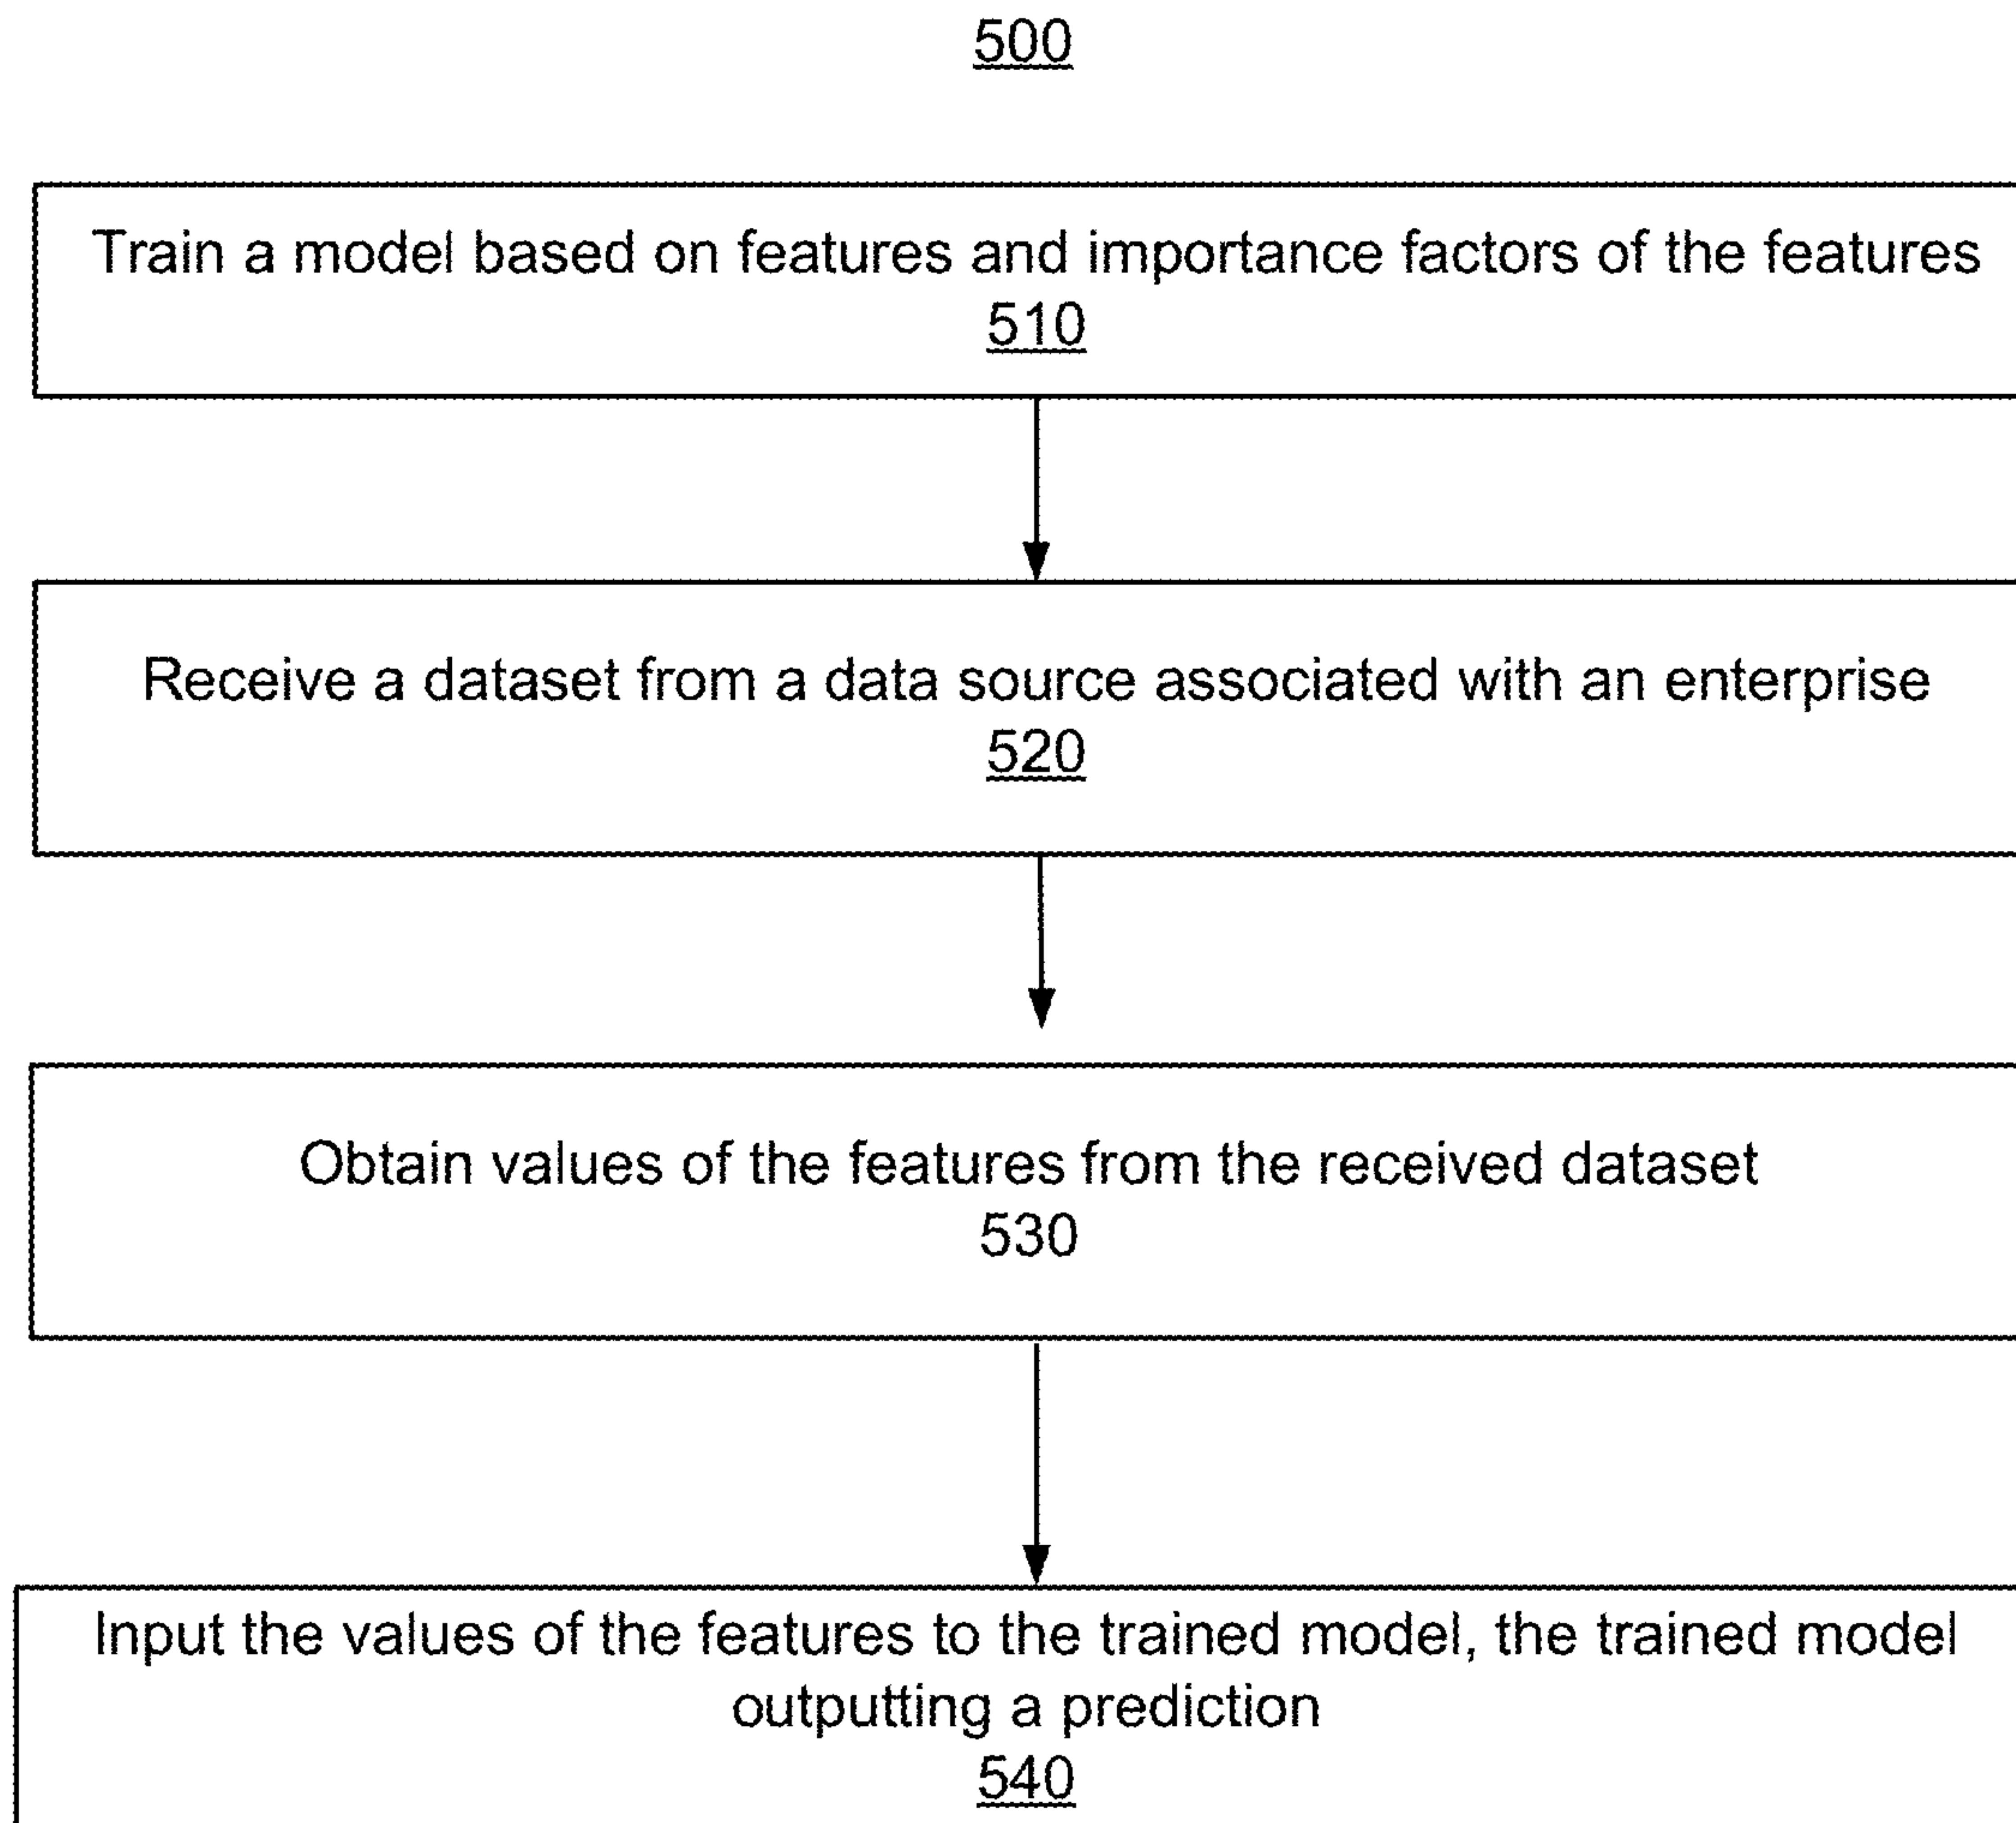 500
Train a model based on features and importance factors of the features
510
Receive a dataset from a data source associated with an enterprise
520
Obtain values of the features from the received dataset
530
Input the values of the features to the trained model, the trained model
outputting a prediction
540